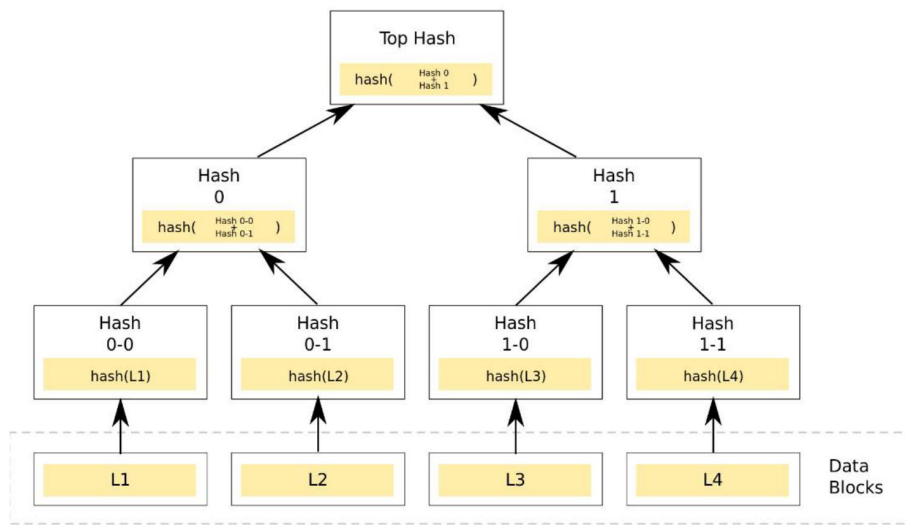 Top Hash
hash( Hash 0 + Hash 1 )
Hash
0
hash( Hash 0-0 + Hash 0-1 )
Hash
1
hash( Hash 1-0 + Hash 1-1 )
Hash
0-0
hash(L1)
Hash
0-1
hash(L2)
Hash
1-0
hash(L3)
Hash
1-1
hash(L4)
L1
L2
L3
L4
Data
Blocks